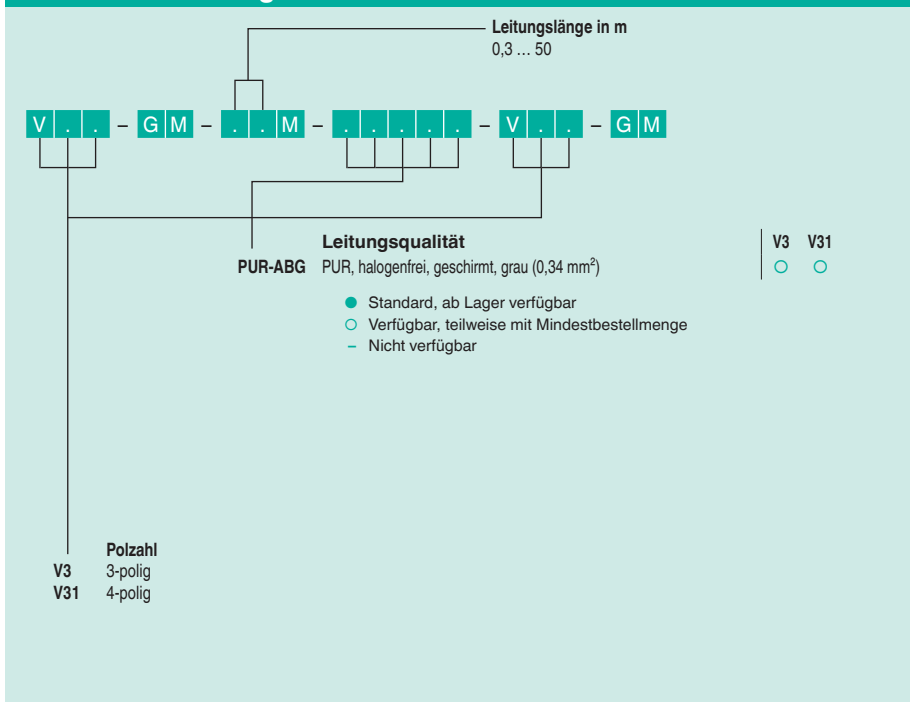 Leitungslänge in m
0,3 … 50
V . . – G M – . . M – . . . . . – V . . – G M
Leitungsqualität V3 V31
PUR-ABG PUR, halogenfrei, geschirmt, grau (0,34 mm²) ○ ○
● Standard, ab Lager verfügbar
○ Verfügbar, teilweise mit Mindestbestellmenge
– Nicht verfügbar
Polzahl
V3 3-polig
V31 4-polig